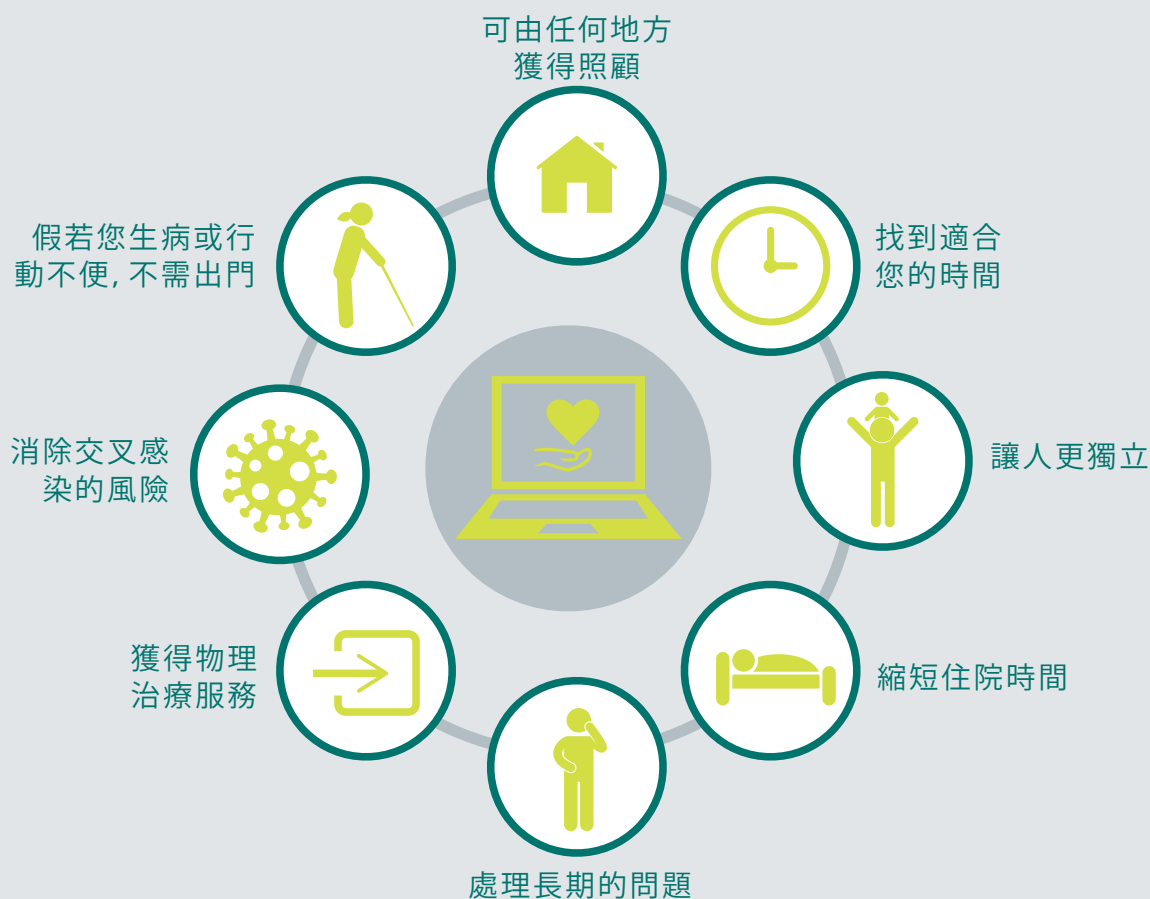 可由任何地方
獲得照顧
找到適合
您的時間
讓人更獨立
縮短住院時間
處理長期的問題
獲得物理
治療服務
消除交叉感
染的風險
假若您生病或行
動不便, 不需出門